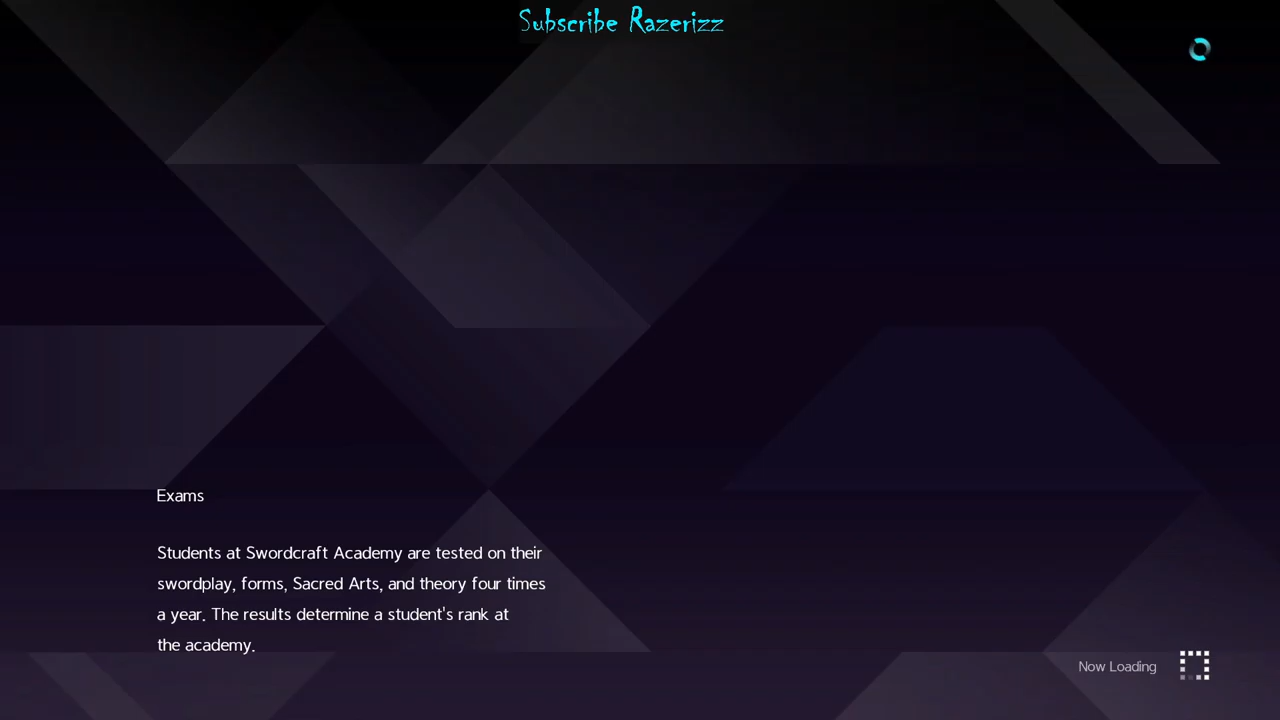 Subscribe Razerizz
Exams
Students at Swordcraft Academy are tested on their
swordplay, forms, Sacred Arts, and theory four times
a year. The results determine a student's rank at
the academy.
Now Loading